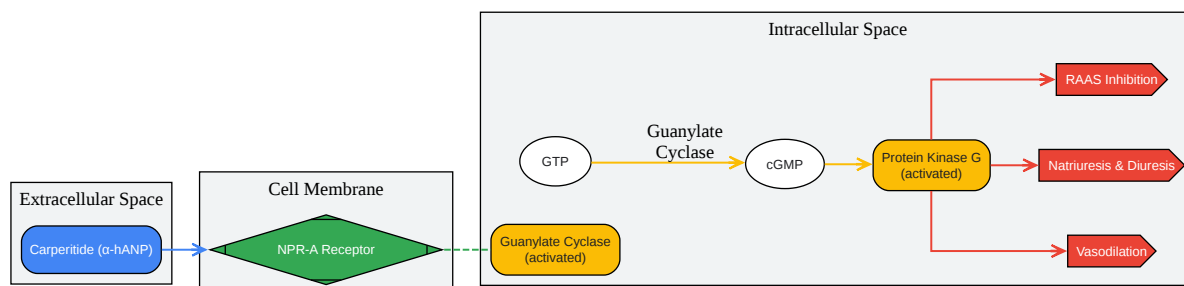 Extracellular Space
Carperitide (α-hANP)
Cell Membrane
NPR-A Receptor
Intracellular Space
GTP
Guanylate
Cyclase
cGMP
Guanylate Cyclase
(activated)
Protein Kinase G
(activated)
RAAS Inhibition
Natriuresis & Diuresis
Vasodilation